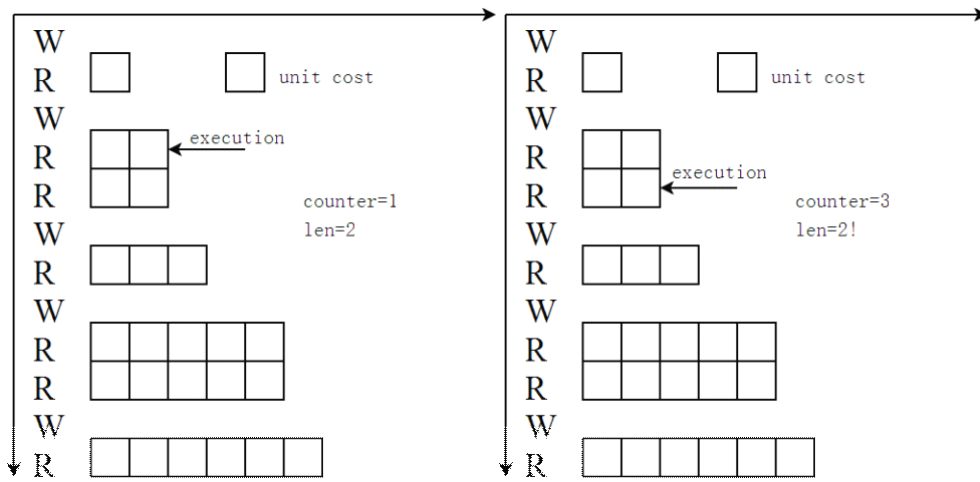 W
R unit cost
W
R execution
R counter=1
W len=2
R
W
R
R
W
R
W
R unit cost
W
R
R execution
counter=3
W len=2!
R
W
R
R
W
R